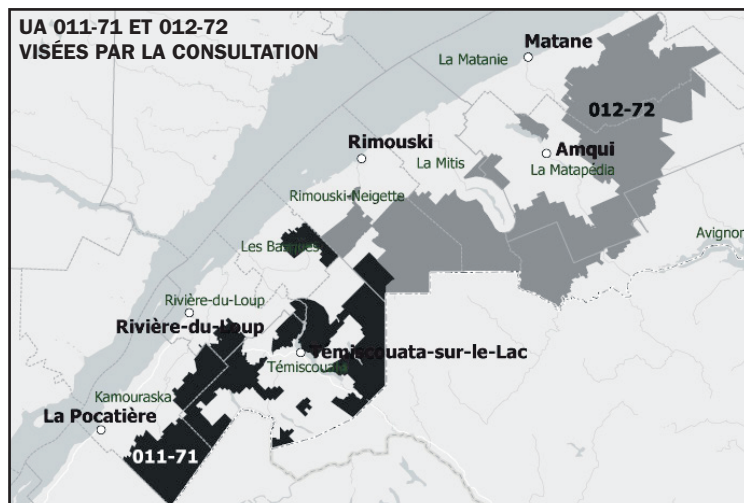 UA 011-71 ET 012-72
VISÉES PAR LA CONSULTATION
Matane
La Matanie
012-72
Rimouski
Amqui
La Mitis
La Matapédia
Rimouski-Neigette
Avignon
Les Basques
Rivière-du-Loup
Rivière-du-Loup
Témiscouata-sur-le-Lac
Témiscouata
Kamouraska
La Pocatière
011-71